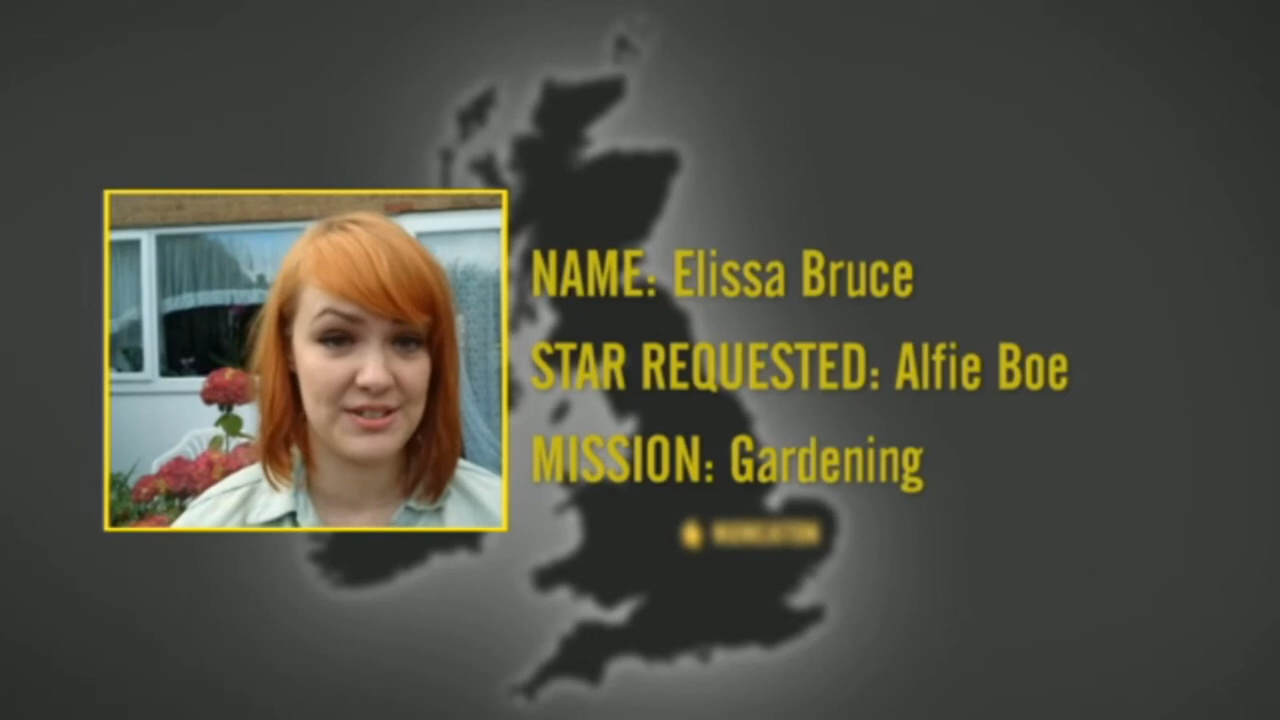 NAME: Elissa Bruce
STAR REQUESTED: Alfie Boe
MISSION: Gardening